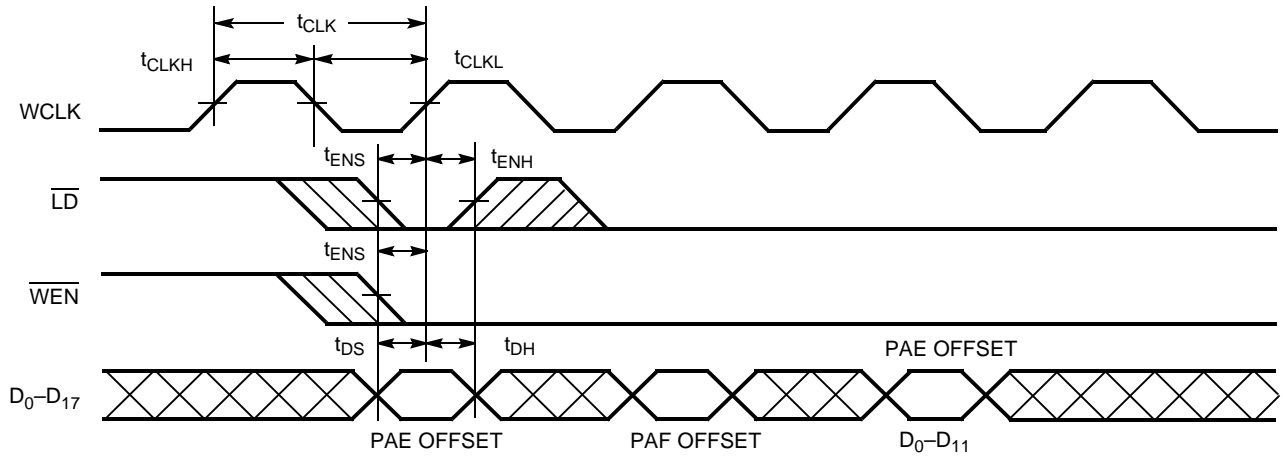 tCLK
tCLKH
tCLKL
WCLK
tENS
tENH
LD
tENS
WEN
tDS
tDH
PAE OFFSET
D0–D17
PAE OFFSET
PAF OFFSET
D0–D11